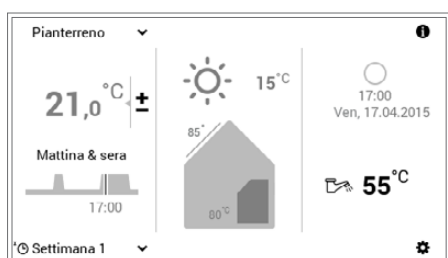 Pianterreno
21,0 °C ±
Mattina & sera
17:00
Settimana 1
15°C
85°
80°C
17:00
Ven, 17.04.2015
55°C